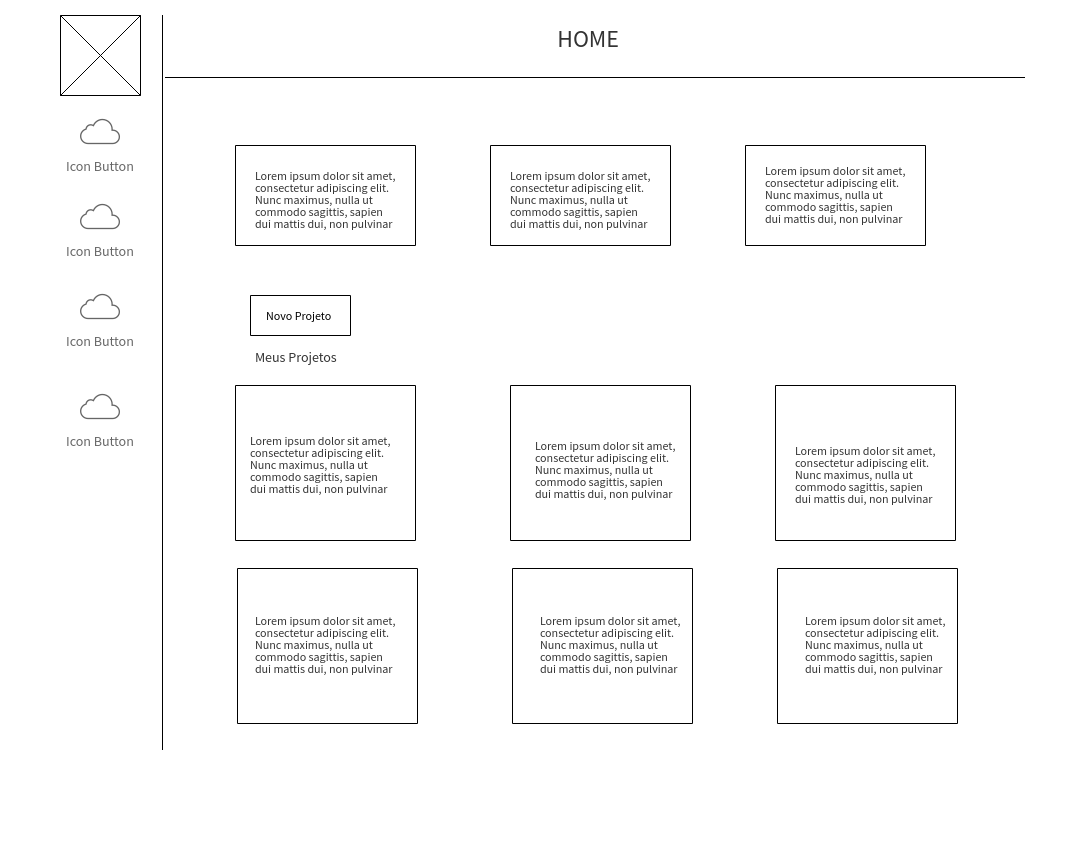 HOME
Icon Button
Icon Button
Icon Button
Icon Button
Lorem ipsum dolor sit amet,
consectetur adipiscing elit.
Nunc maximus, nulla ut
commodo sagittis, sapien
dui mattis dui, non pulvinar
Lorem ipsum dolor sit amet,
consectetur adipiscing elit.
Nunc maximus, nulla ut
commodo sagittis, sapien
dui mattis dui, non pulvinar
Lorem ipsum dolor sit amet,
consectetur adipiscing elit.
Nunc maximus, nulla ut
commodo sagittis, sapien
dui mattis dui, non pulvinar
Novo Projeto
Meus Projetos
Lorem ipsum dolor sit amet,
consectetur adipiscing elit.
Nunc maximus, nulla ut
commodo sagittis, sapien
dui mattis dui, non pulvinar
Lorem ipsum dolor sit amet,
consectetur adipiscing elit.
Nunc maximus, nulla ut
commodo sagittis, sapien
dui mattis dui, non pulvinar
Lorem ipsum dolor sit amet,
consectetur adipiscing elit.
Nunc maximus, nulla ut
commodo sagittis, sapien
dui mattis dui, non pulvinar
Lorem ipsum dolor sit amet,
consectetur adipiscing elit.
Nunc maximus, nulla ut
commodo sagittis, sapien
dui mattis dui, non pulvinar
Lorem ipsum dolor sit amet,
consectetur adipiscing elit.
Nunc maximus, nulla ut
commodo sagittis, sapien
dui mattis dui, non pulvinar
Lorem ipsum dolor sit amet,
consectetur adipiscing elit.
Nunc maximus, nulla ut
commodo sagittis, sapien
dui mattis dui, non pulvinar